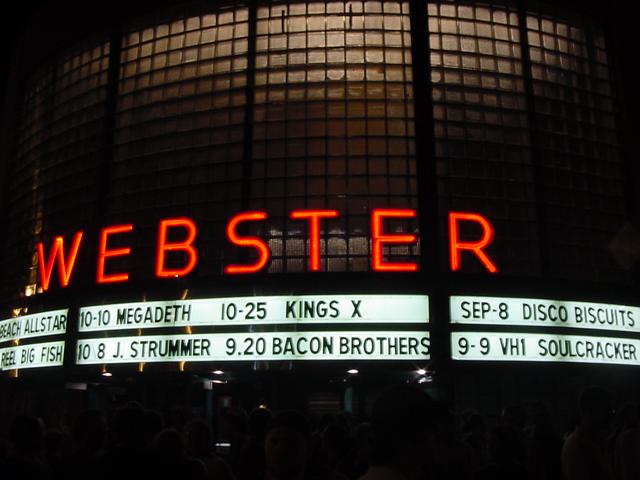 WEBSTER
BEACH ALLSTAR
REEL BIG FISH
10-10 MEGADETH 10-25 KINGS X
10 8 J. STRUMMER 9.20 BACON BROTHERS
SEP-8 DISCO BISCUITS
9-9 VH1 SOULCRACKER